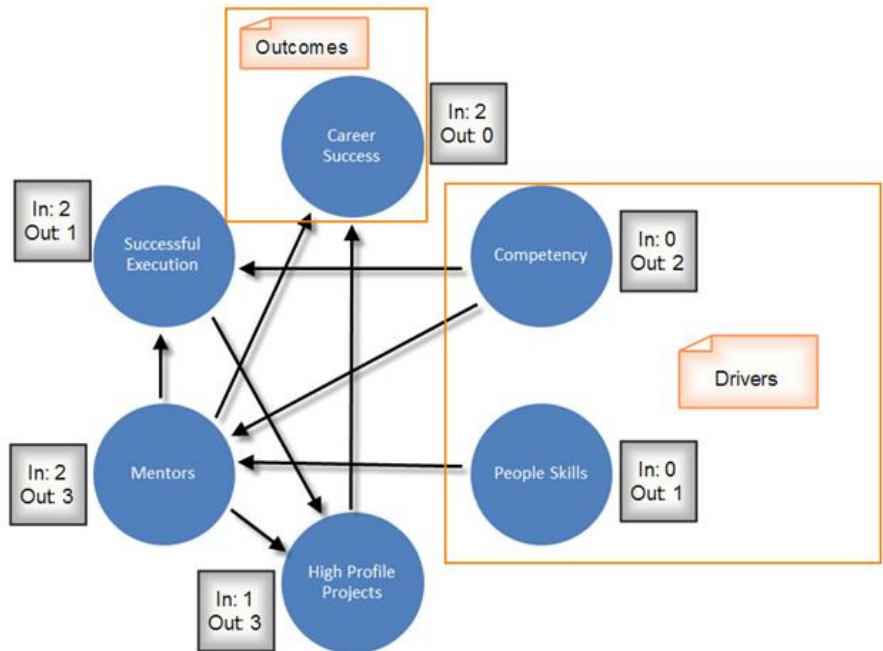 Outcomes
Career
Success
In: 2
Out: 0
In: 2
Out: 1
Successful
Execution
Competency
In: 0
Out: 2
Drivers
In: 2
Out: 3
Mentors
People Skills
In: 0
Out: 1
In: 1
Out: 3
High Profile
Projects